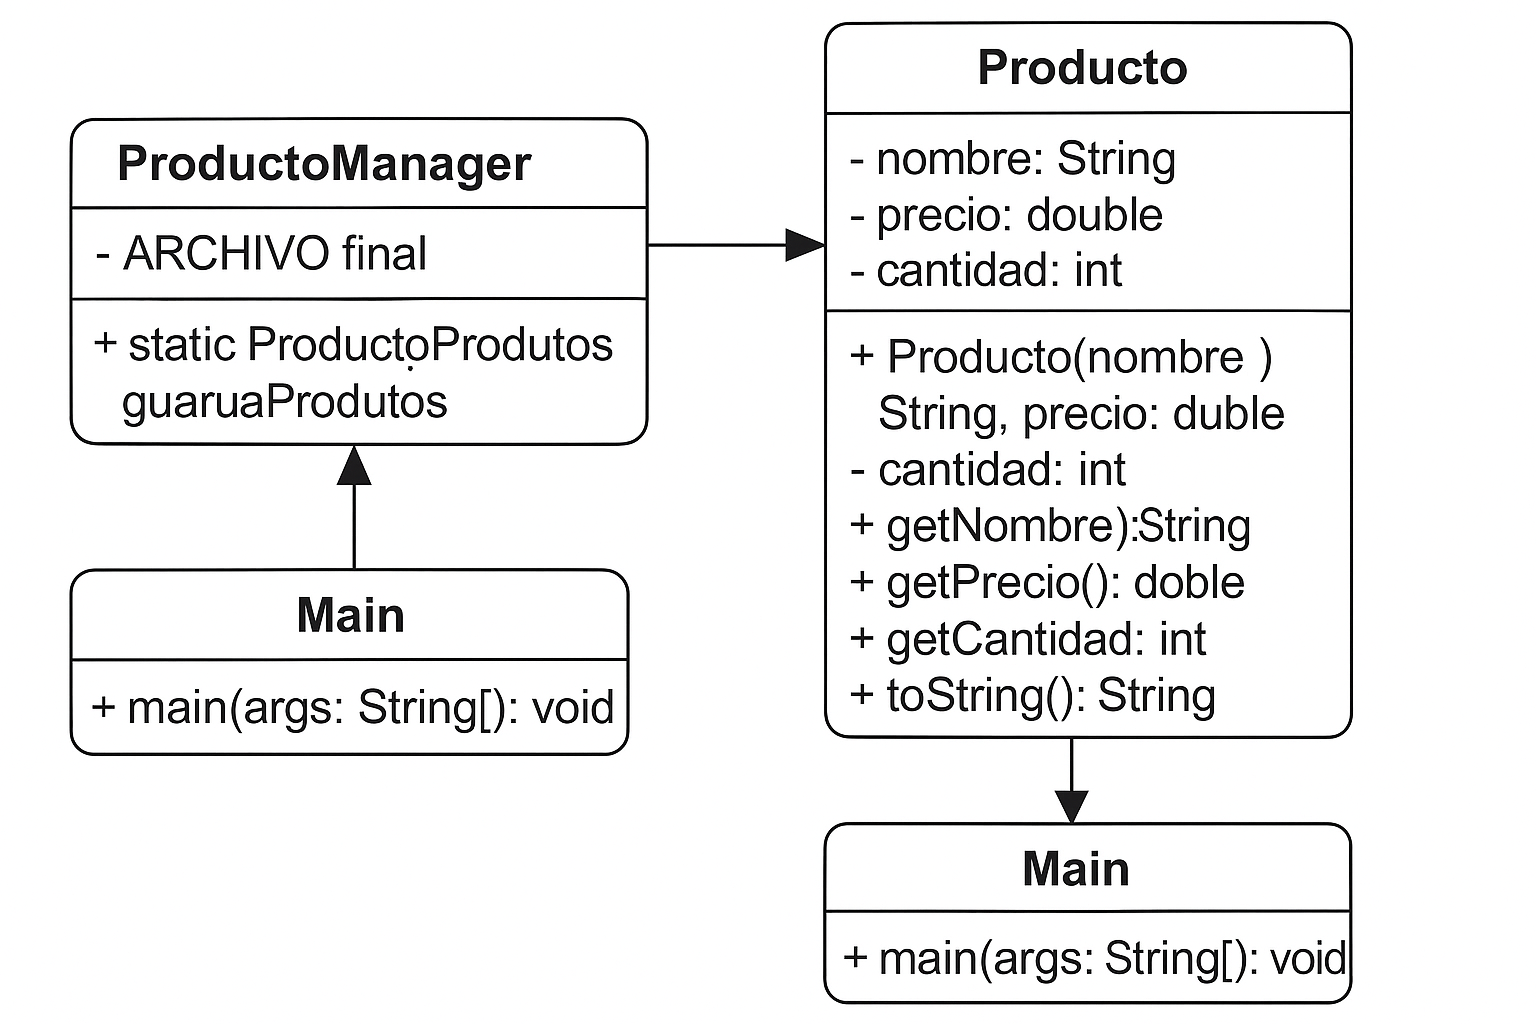 ProductoManager
- ARCHIVO final
+ static ProductoProdutos
guaruaProdutos
Main
+ main(args: String[): void
Producto
- nombre: String
- precio: double
- cantidad: int
+ Producto(nombre )
String, precio: duble
- cantidad: int
+ getNombre):String
+ getPrecio(): doble
+ getCantidad: int
+ toString(): String
Main
+ main(args: String[): void